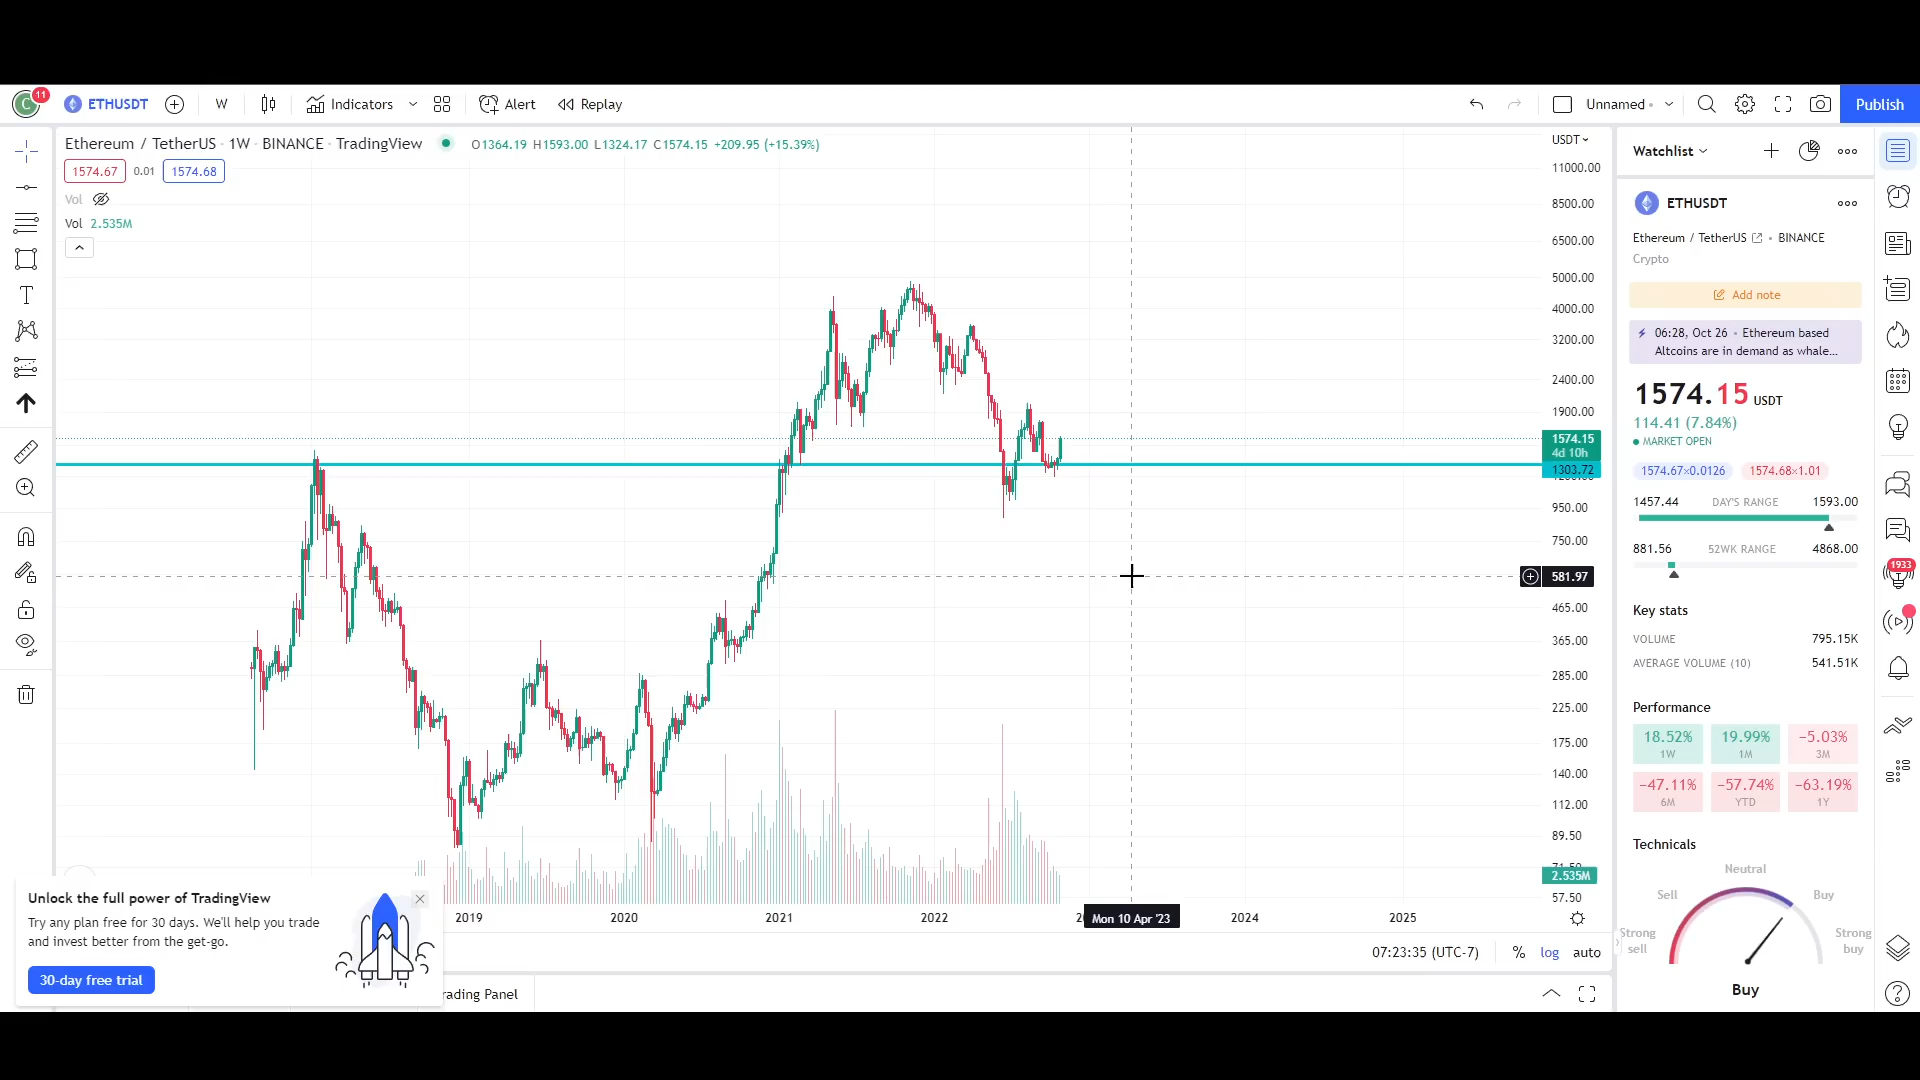 C 11 ETHUSDT W Indicators Alert Replay Unnamed Publish
Ethereum / TetherUS · 1W · BINANCE · TradingView O1364.19 H1593.00 L1324.17 C1574.15 +209.95 (+15.39%)
1574.67 0.01 1574.68
Vol
Vol 2.535M
USDT
11000.00
8500.00
6500.00
5000.00
4000.00
3200.00
2400.00
1900.00
1574.15
4d 10h
1303.72
950.00
750.00
581.97
465.00
365.00
285.00
225.00
175.00
140.00
112.00
89.50
2.535M
57.50
2019 2020 2021 2022 Mon 10 Apr '23 2024 2025
07:23:35 (UTC-7) % log auto
Unlock the full power of TradingView
Try any plan free for 30 days. We'll help you trade
and invest better from the get-go.
30-day free trial
rading Panel
Watchlist
ETHUSDT
Ethereum / TetherUS • BINANCE
Crypto
Add note
06:28, Oct 26 • Ethereum based
Altcoins are in demand as whale...
1574.15 USDT
114.41 (7.84%)
MARKET OPEN
1574.67×0.0126 1574.68×1.01
1457.44 DAY'S RANGE 1593.00
881.56 52WK RANGE 4868.00
Key stats
VOLUME 795.15K
AVERAGE VOLUME (10) 541.51K
Performance
18.52% 19.99% −5.03%
1W 1M 3M
−47.11% −57.74% −63.19%
6M YTD 1Y
Technicals
Neutral
Sell Buy
Strong Strong
sell buy
Buy
1933